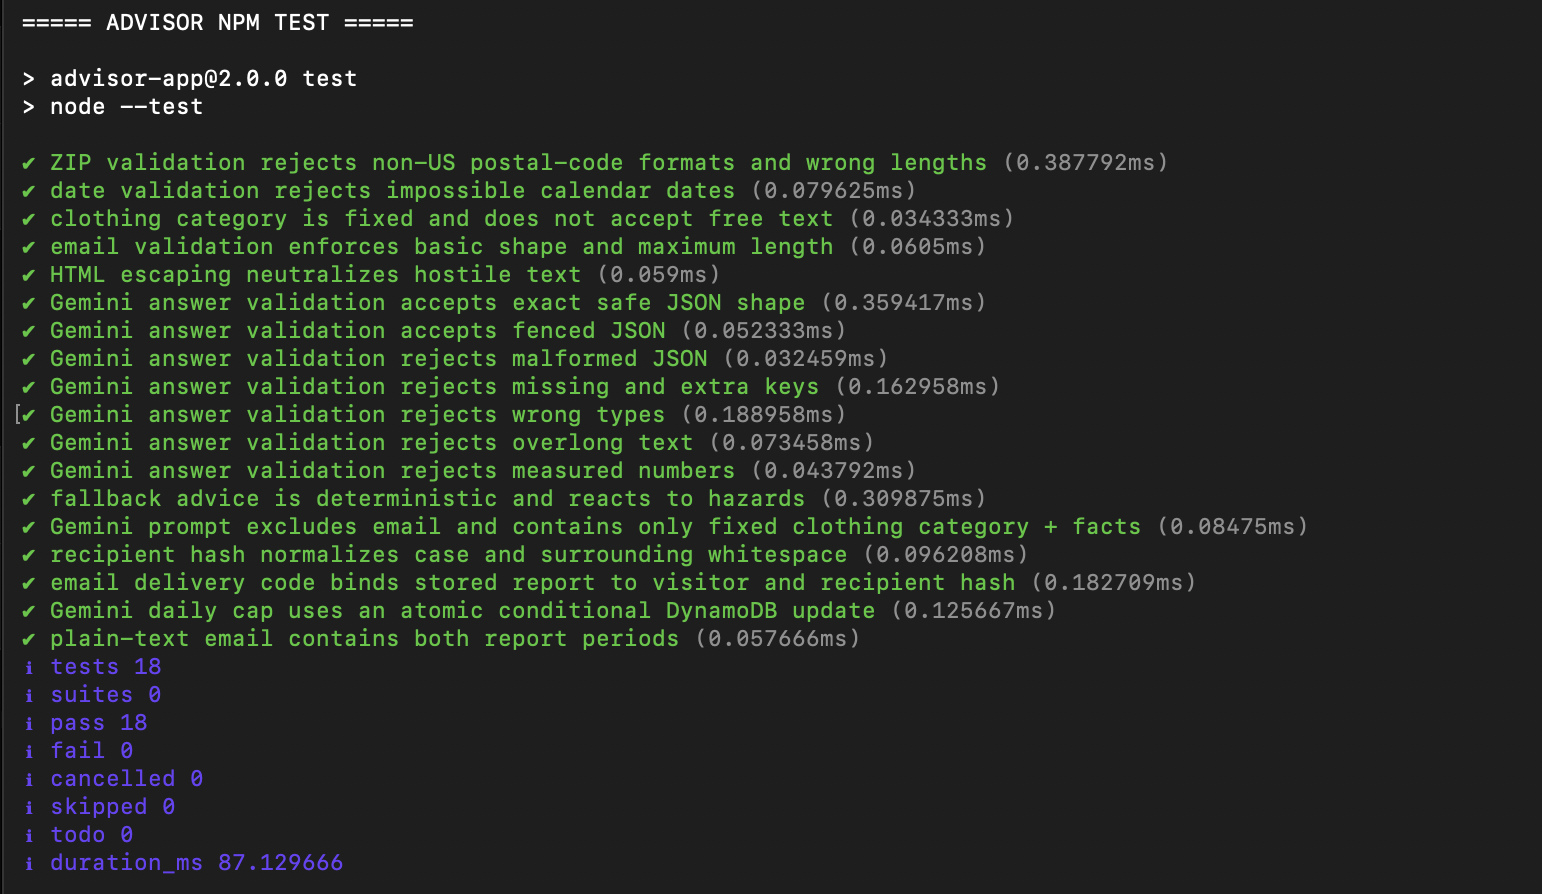 ===== ADVISOR NPM TEST =====
> advisor-app@2.0.0 test
> node --test
✔ ZIP validation rejects non-US postal-code formats and wrong lengths (0.387792ms)
✔ date validation rejects impossible calendar dates (0.079625ms)
✔ clothing category is fixed and does not accept free text (0.034333ms)
✔ email validation enforces basic shape and maximum length (0.0605ms)
✔ HTML escaping neutralizes hostile text (0.059ms)
✔ Gemini answer validation accepts exact safe JSON shape (0.359417ms)
✔ Gemini answer validation accepts fenced JSON (0.052333ms)
✔ Gemini answer validation rejects malformed JSON (0.032459ms)
✔ Gemini answer validation rejects missing and extra keys (0.162958ms)
[✔ Gemini answer validation rejects wrong types (0.188958ms)
✔ Gemini answer validation rejects overlong text (0.073458ms)
✔ Gemini answer validation rejects measured numbers (0.043792ms)
✔ fallback advice is deterministic and reacts to hazards (0.309875ms)
✔ Gemini prompt excludes email and contains only fixed clothing category + facts (0.08475ms)
✔ recipient hash normalizes case and surrounding whitespace (0.096208ms)
✔ email delivery code binds stored report to visitor and recipient hash (0.182709ms)
✔ Gemini daily cap uses an atomic conditional DynamoDB update (0.125667ms)
✔ plain-text email contains both report periods (0.057666ms)
ℹ tests 18
ℹ suites 0
ℹ pass 18
ℹ fail 0
ℹ cancelled 0
ℹ skipped 0
ℹ todo 0
ℹ duration_ms 87.129666